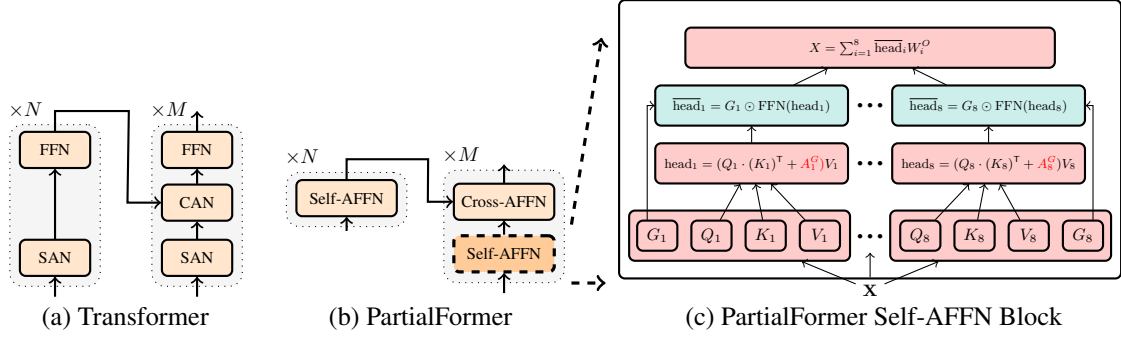 ×N
×M
FFN
FFN
CAN
SAN
SAN
(a) Transformer
×N
×M
Self-AFFN
Cross-AFFN
Self-AFFN
(b) PartialFormer
X = ∑_{i=1}^{8} \overline{head}_i W_i^O
\overline{head}_1 = G_1 ⊙ FFN(head_1)
•••
\overline{head}_8 = G_8 ⊙ FFN(head_8)
head_1 = (Q_1 · (K_1)^T + A_1^G)V_1
•••
head_8 = (Q_8 · (K_8)^T + A_8^G)V_8
G_1 Q_1 K_1 V_1 ••• Q_8 K_8 V_8 G_8
X
(c) PartialFormer Self-AFFN Block